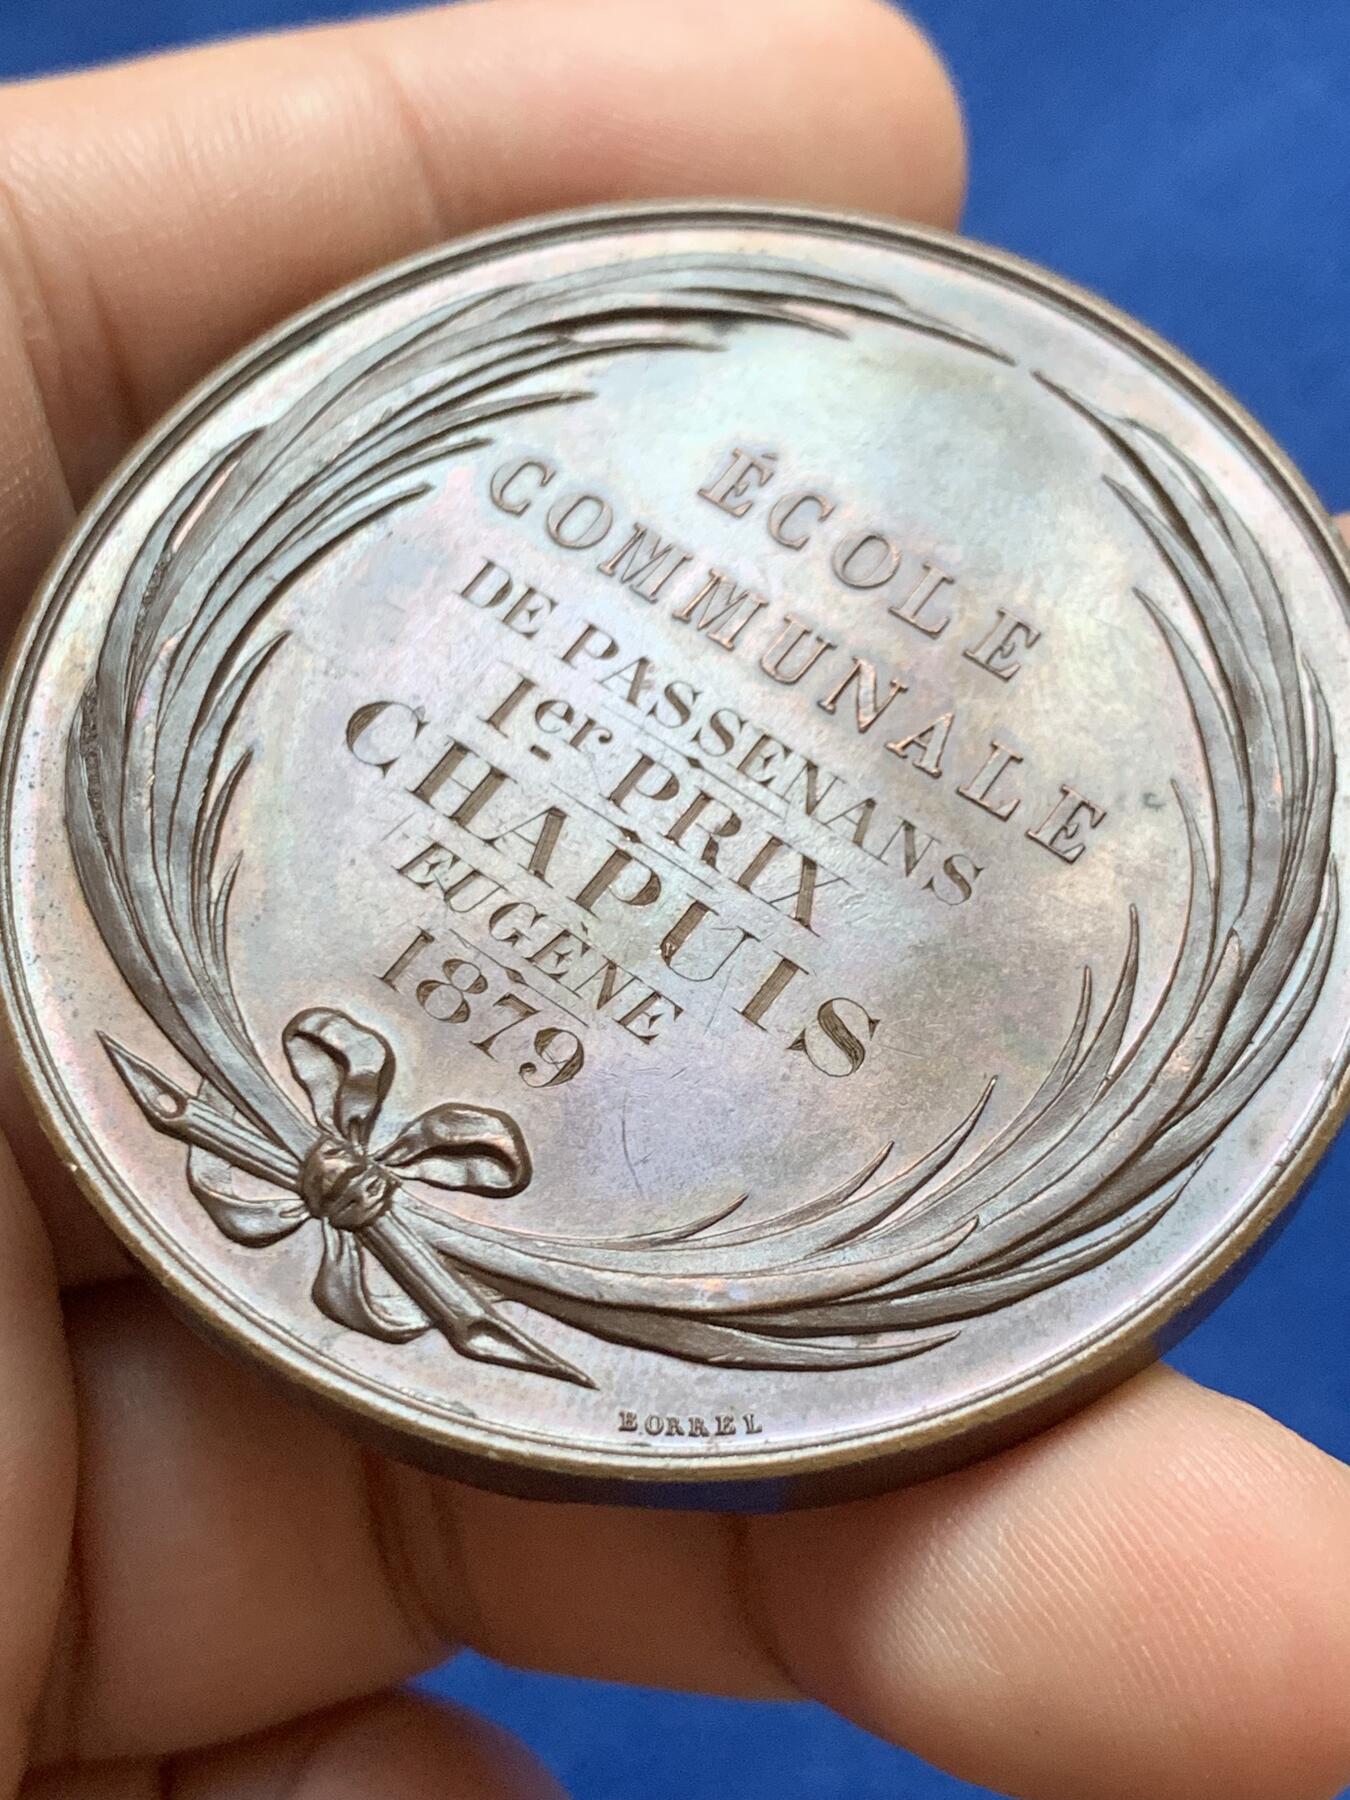 ÉCOLE
COMMUNALE
DE PASSENANS
1er PRIX
CHAPUIS
EUGÈNE
1879
BORREL